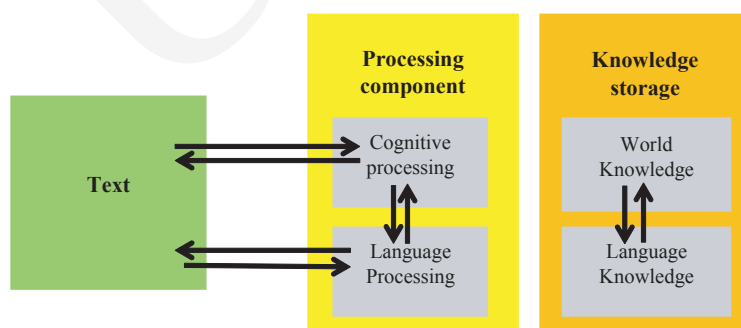 Processing
component
Knowledge
storage
Text
Cognitive
processing
World
Knowledge
Language
Processing
Language
Knowledge